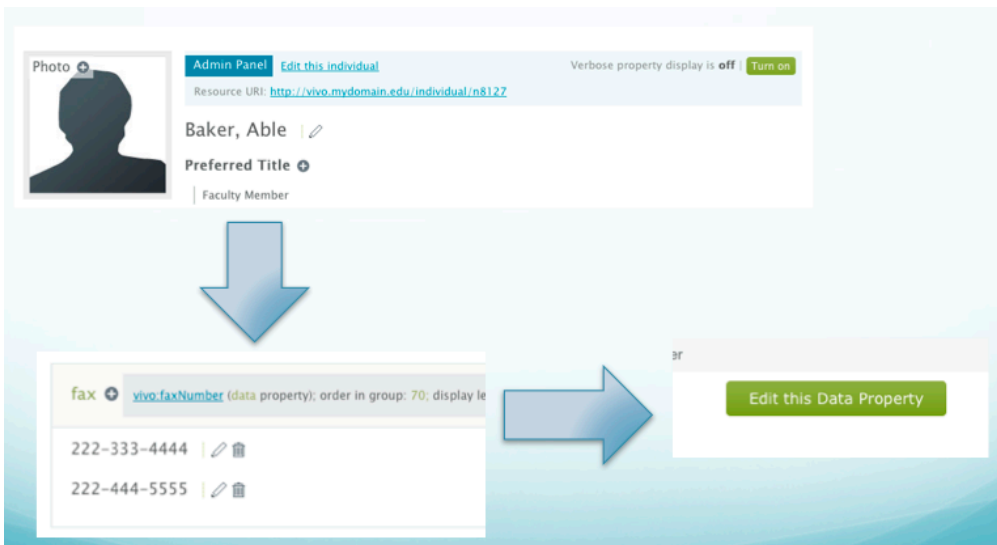 Photo
Admin Panel Edit this individual Verbose property display is off | Turn on
Resource URI: http://vivo.mydomain.edu/individual/n8127
Baker, Able
Preferred Title
Faculty Member
fax vivo:faxNumber (data property); order in group: 70; display le
222-333-4444
222-444-5555
er
Edit this Data Property